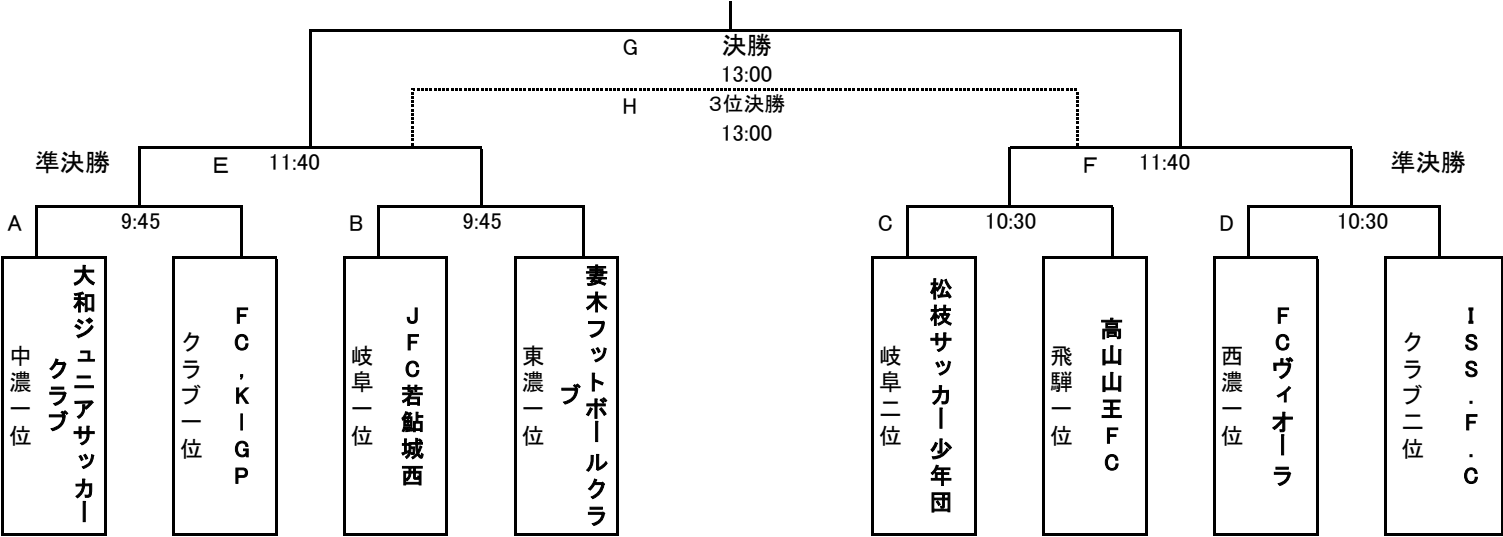 G 決勝
13:00
H 3位決勝
13:00
準決勝 E 11:40 F 11:40 準決勝
A 9:45 B 9:45 C 10:30 D 10:30
大和ジュニアサッカー
クラブ
中濃一位
FC,KIGP
クラブ一位
JFC若鮎城西
岐阜一位
妻木フットボールクラ
ブ
東濃一位
松枝サッカー少年団
岐阜二位
高山山王FC
飛騨一位
FCヴィオーラ
西濃一位
ISS.F.C
クラブ二位